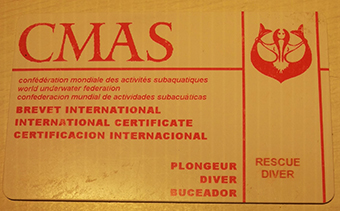 CMAS
confédération mondiale des activités subaquatiques
world underwater federation
confederacion mundial de actividades subacuáticas
BREVET INTERNATIONAL
INTERNATIONAL CERTIFICATE
CERTIFICACION INTERNACIONAL
PLONGEUR
DIVER
BUCEADOR
RESCUE
DIVER